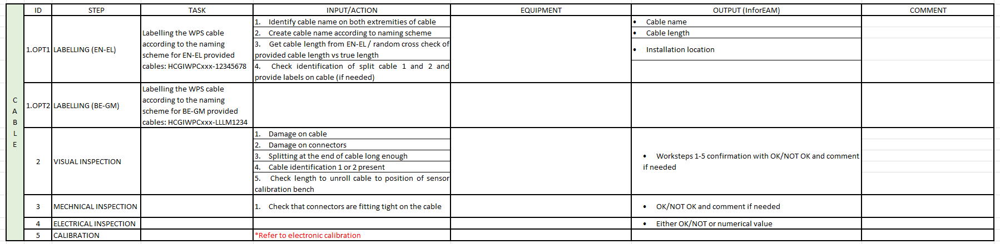 ID STEP TASK INPUT/ACTION EQUIPMENT OUTPUT (InforEAM) COMMENT
C
A
B
L
E
1.OPT1 LABELLING (EN-EL)
Labelling the WPS cable
according to the naming
scheme for EN-EL provided
cables: HCGIWPCxxx-12345678
1. Identify cable name on both extremities of cable
2. Create cable name according to naming scheme
3. Get cable length from EN-EL / random cross check of
provided cable length vs true length
4. Check identification of split cable 1 and 2 and
provide labels on cable (if needed)
• Cable name
• Cable length
• Installation location
1.OPT2 LABELLING (BE-GM)
Labelling the WPS cable
according to the naming
scheme for BE-GM provided
cables: HCGIWPCxxx-LLLM1234
2 VISUAL INSPECTION
1. Damage on cable
2. Damage on connectors
3. Splitting at the end of cable long enough
4. Cable identification 1 or 2 present
5. Check length to unroll cable to position of sensor
calibration bench
• Worksteps 1-5 confirmation with OK/NOT OK and comment
if needed
3 MECHNICAL INSPECTION
1. Check that connectors are fitting tight on the cable
• OK/NOT OK and comment if needed
4 ELECTRICAL INSPECTION
• Either OK/NOT or numerical value
5 CALIBRATION
*Refer to electronic calibration